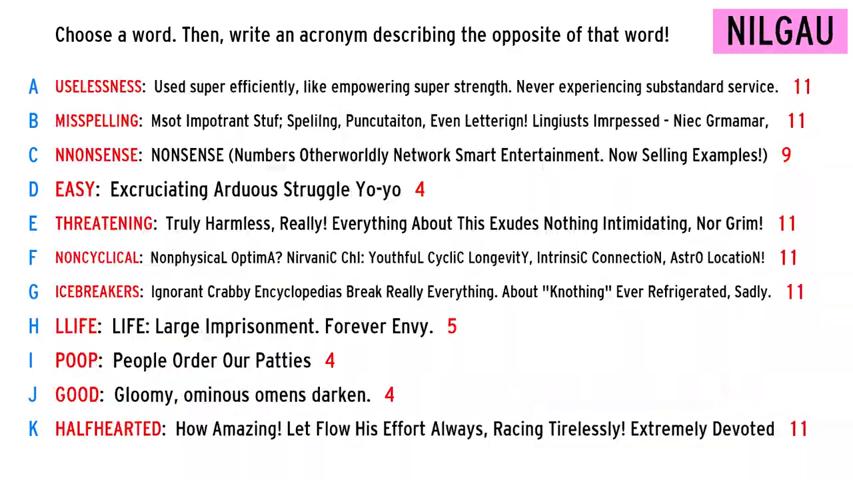 Choose a word. Then, write an acronym describing the opposite of that word!
NILGAU
A USELESSNESS: Used super efficiently, like empowering super strength. Never experiencing substandard service. 11
B MISSPELLING: Msot Impotrant Stuf; Spelilng, Puncutaiton, Even Letterign! Lingiusts Imrpessed - Niec Grmamar, 11
C NNONSENSE: NONSENSE (Numbers Otherworldly Network Smart Entertainment. Now Selling Examples!) 9
D EASY: Excruciating Arduous Struggle Yo-yo 4
E THREATENING: Truly Harmless, Really! Everything About This Exudes Nothing Intimidating, Nor Grim! 11
F NONCYCLICAL: NonphysicaL OptimA? NirvaniC ChI: YouthfuL CycliC LongevitY, IntrinsiC ConnectioN, AstrO LocatioN! 11
G ICEBREAKERS: Ignorant Crabby Encyclopedias Break Really Everything. About "Knothing" Ever Refrigerated, Sadly. 11
H LLIFE: LIFE: Large Imprisonment. Forever Envy. 5
I POOP: People Order Our Patties 4
J GOOD: Gloomy, ominous omens darken. 4
K HALFHEARTED: How Amazing! Let Flow His Effort Always, Racing Tirelessly! Extremely Devoted 11